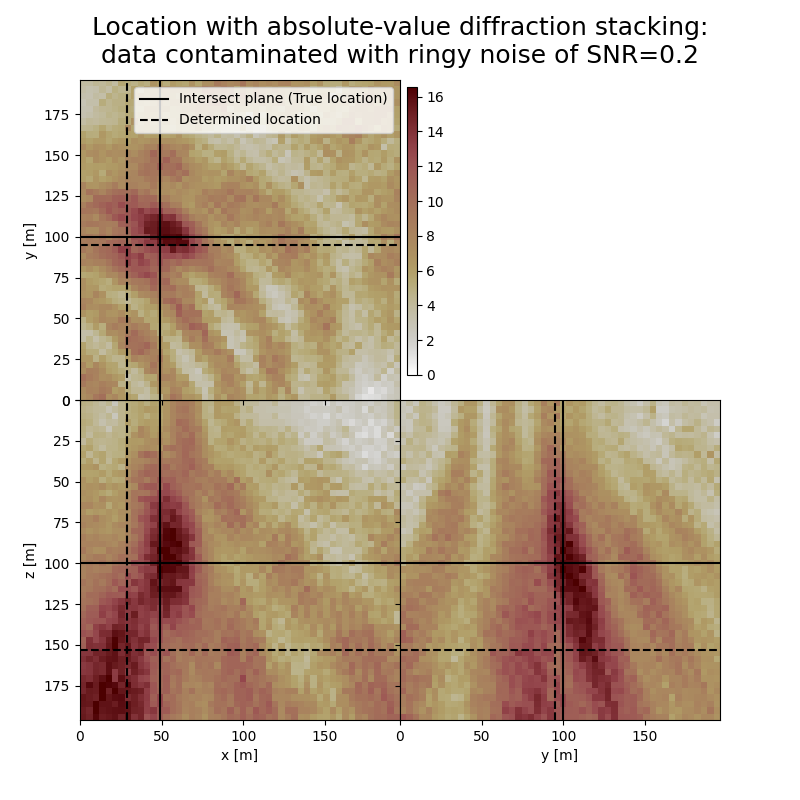 Location with absolute-value diffraction stacking:
data contaminated with ringy noise of SNR=0.2
Intersect plane (True location)
Determined location
y [m]
175
150
125
100
75
50
25
0
16
14
12
10
8
6
4
2
0
z [m]
0
25
50
75
100
125
150
175
0 50 100 150
x [m]
0 50 100 150
y [m]